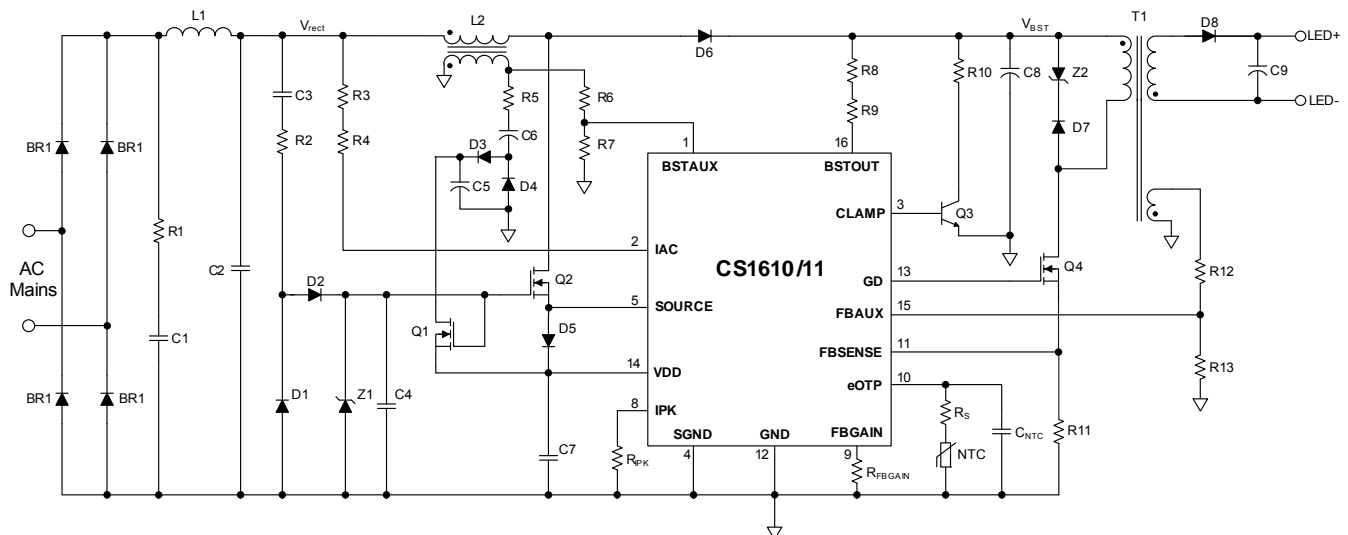 L1
Vrect
L2
D6
VBST
T1
D8
LED+
C9
LED-
R8
R9
R10
C8
Z2
D7
C3
R2
R3
R4
R5
C6
R6
R7
D3
C5
D4
BR1
BR1
R1
C2
AC
Mains
C1
BR1
BR1
D2
D1
Z1
C4
Q1
Q2
D5
C7
RIPK
1
BSTAUX
16
BSTOUT
3
CLAMP
Q3
2
IAC
CS1610/11
13
GD
Q4
5
SOURCE
15
FBAUX
R12
11
FBSENSE
R13
14
VDD
10
eOTP
8
IPK
SGND
4
GND
12
FBGAIN
9
RFBGAIN
RS
NTC
CNTC
R11